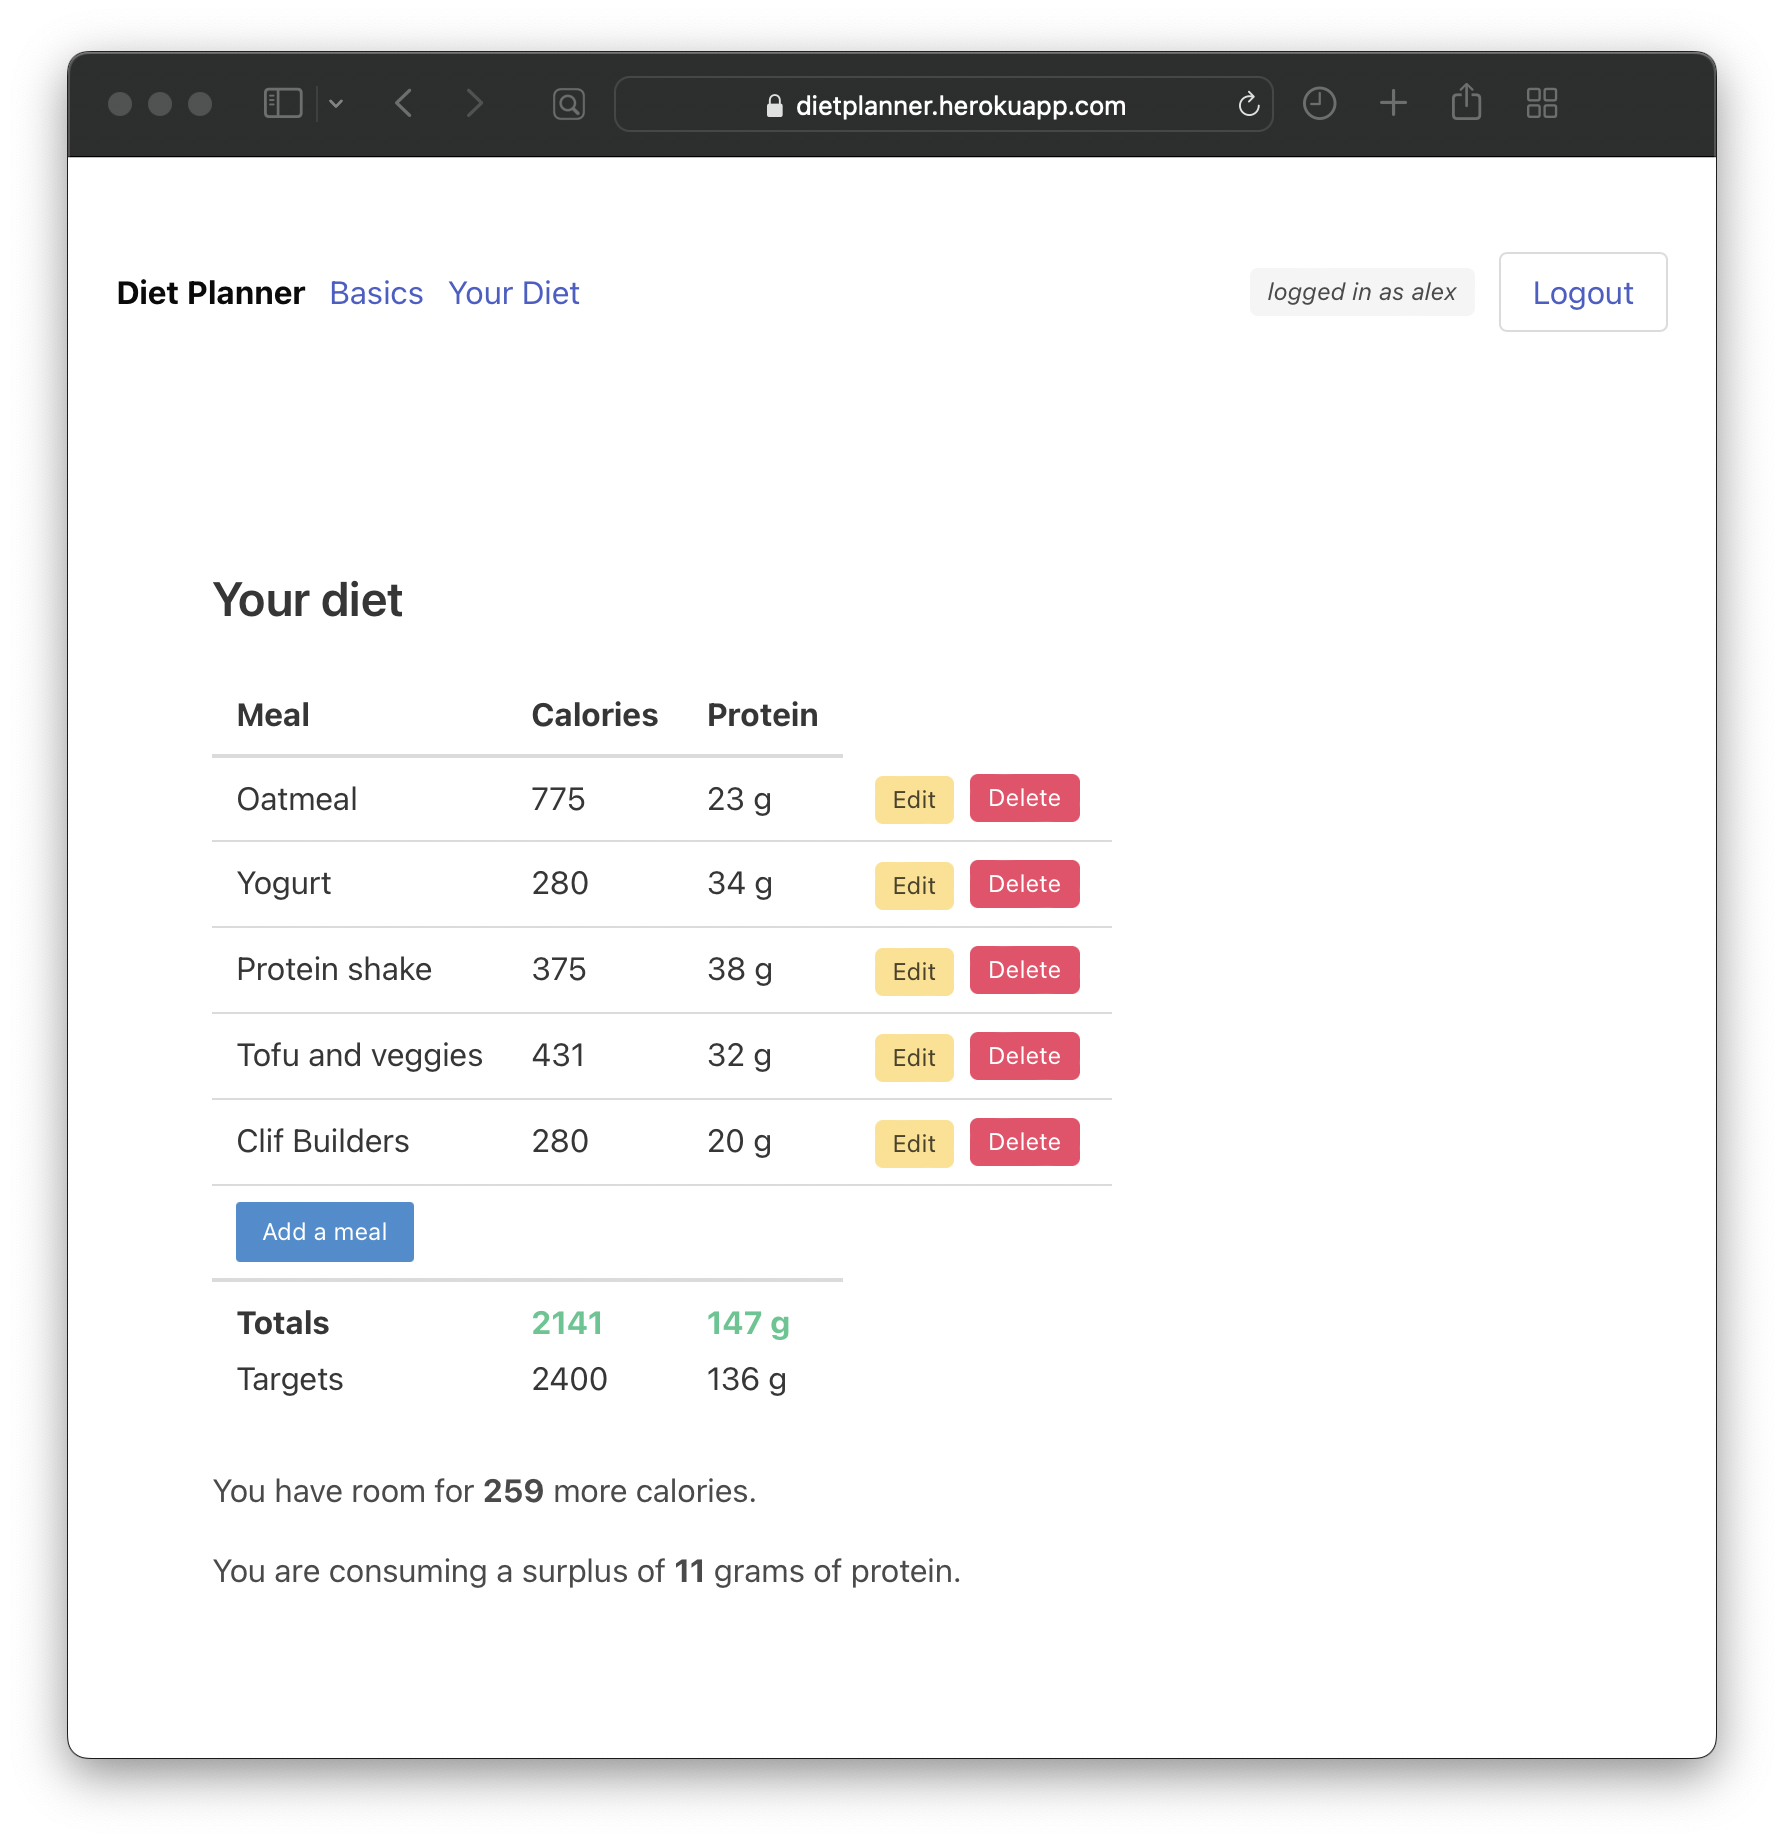 dietplanner.herokuapp.com
Diet Planner Basics Your Diet logged in as alex Logout
Your diet
Meal Calories Protein
Oatmeal 775 23 g Edit Delete
Yogurt 280 34 g Edit Delete
Protein shake 375 38 g Edit Delete
Tofu and veggies 431 32 g Edit Delete
Clif Builders 280 20 g Edit Delete
Add a meal
Totals 2141 147 g
Targets 2400 136 g
You have room for 259 more calories.
You are consuming a surplus of 11 grams of protein.